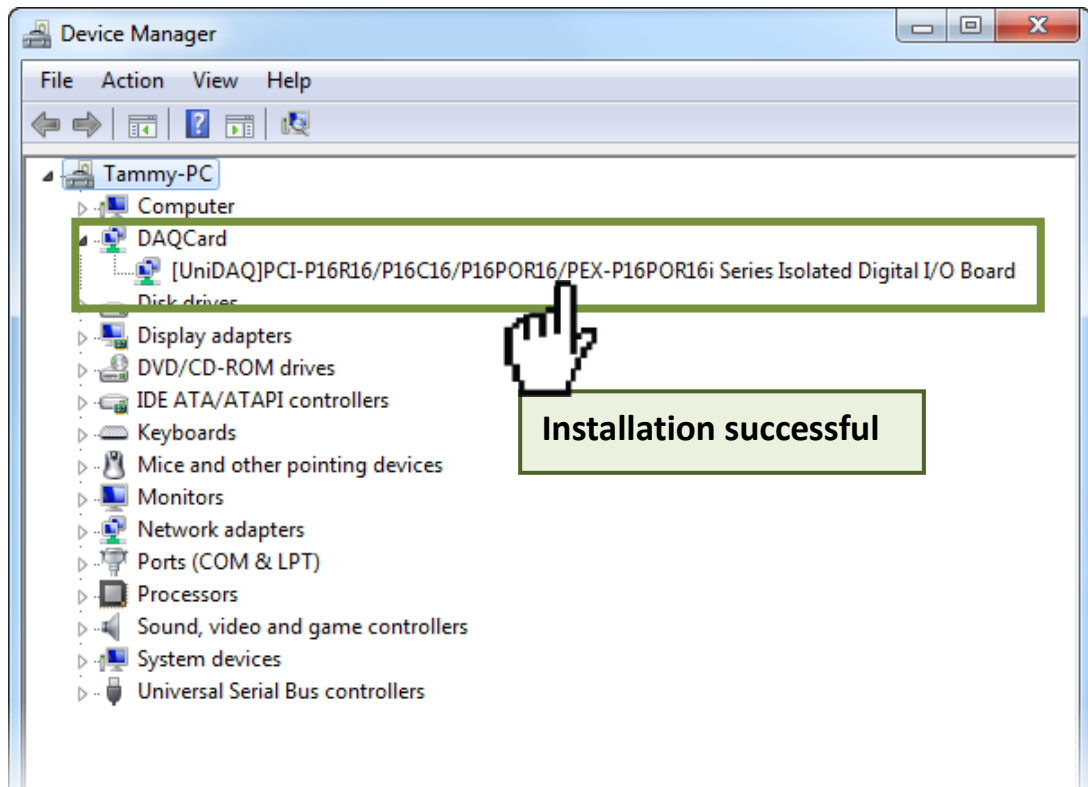 Device Manager
File Action View Help
Tammy-PC
Computer
DAQCard
[UniDAQ]PCI-P16R16/P16C16/P16POR16/PEX-P16POR16i Series Isolated Digital I/O Board
Disk drives
Display adapters
DVD/CD-ROM drives
IDE ATA/ATAPI controllers
Installation successful
Keyboards
Mice and other pointing devices
Monitors
Network adapters
Ports (COM & LPT)
Processors
Sound, video and game controllers
System devices
Universal Serial Bus controllers